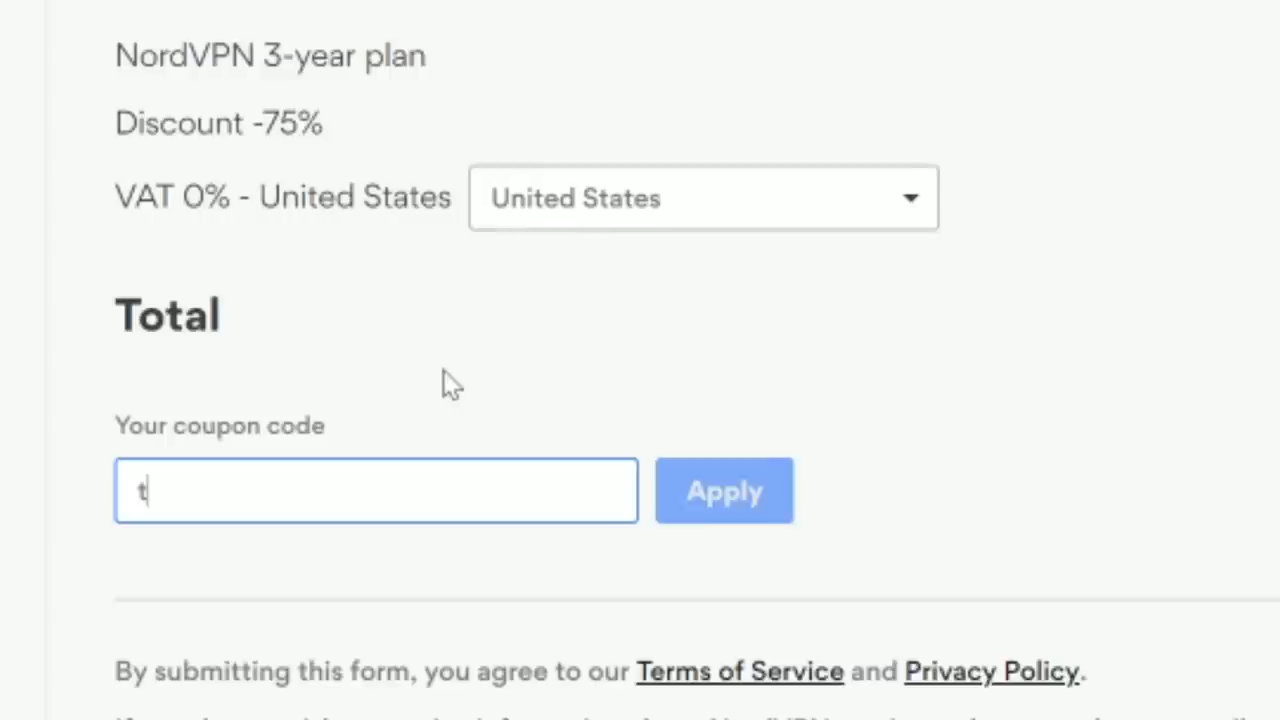 NordVPN 3-year plan
Discount -75%
VAT 0% - United States United States
Total
Your coupon code
t
Apply
By submitting this form, you agree to our Terms of Service and Privacy Policy.